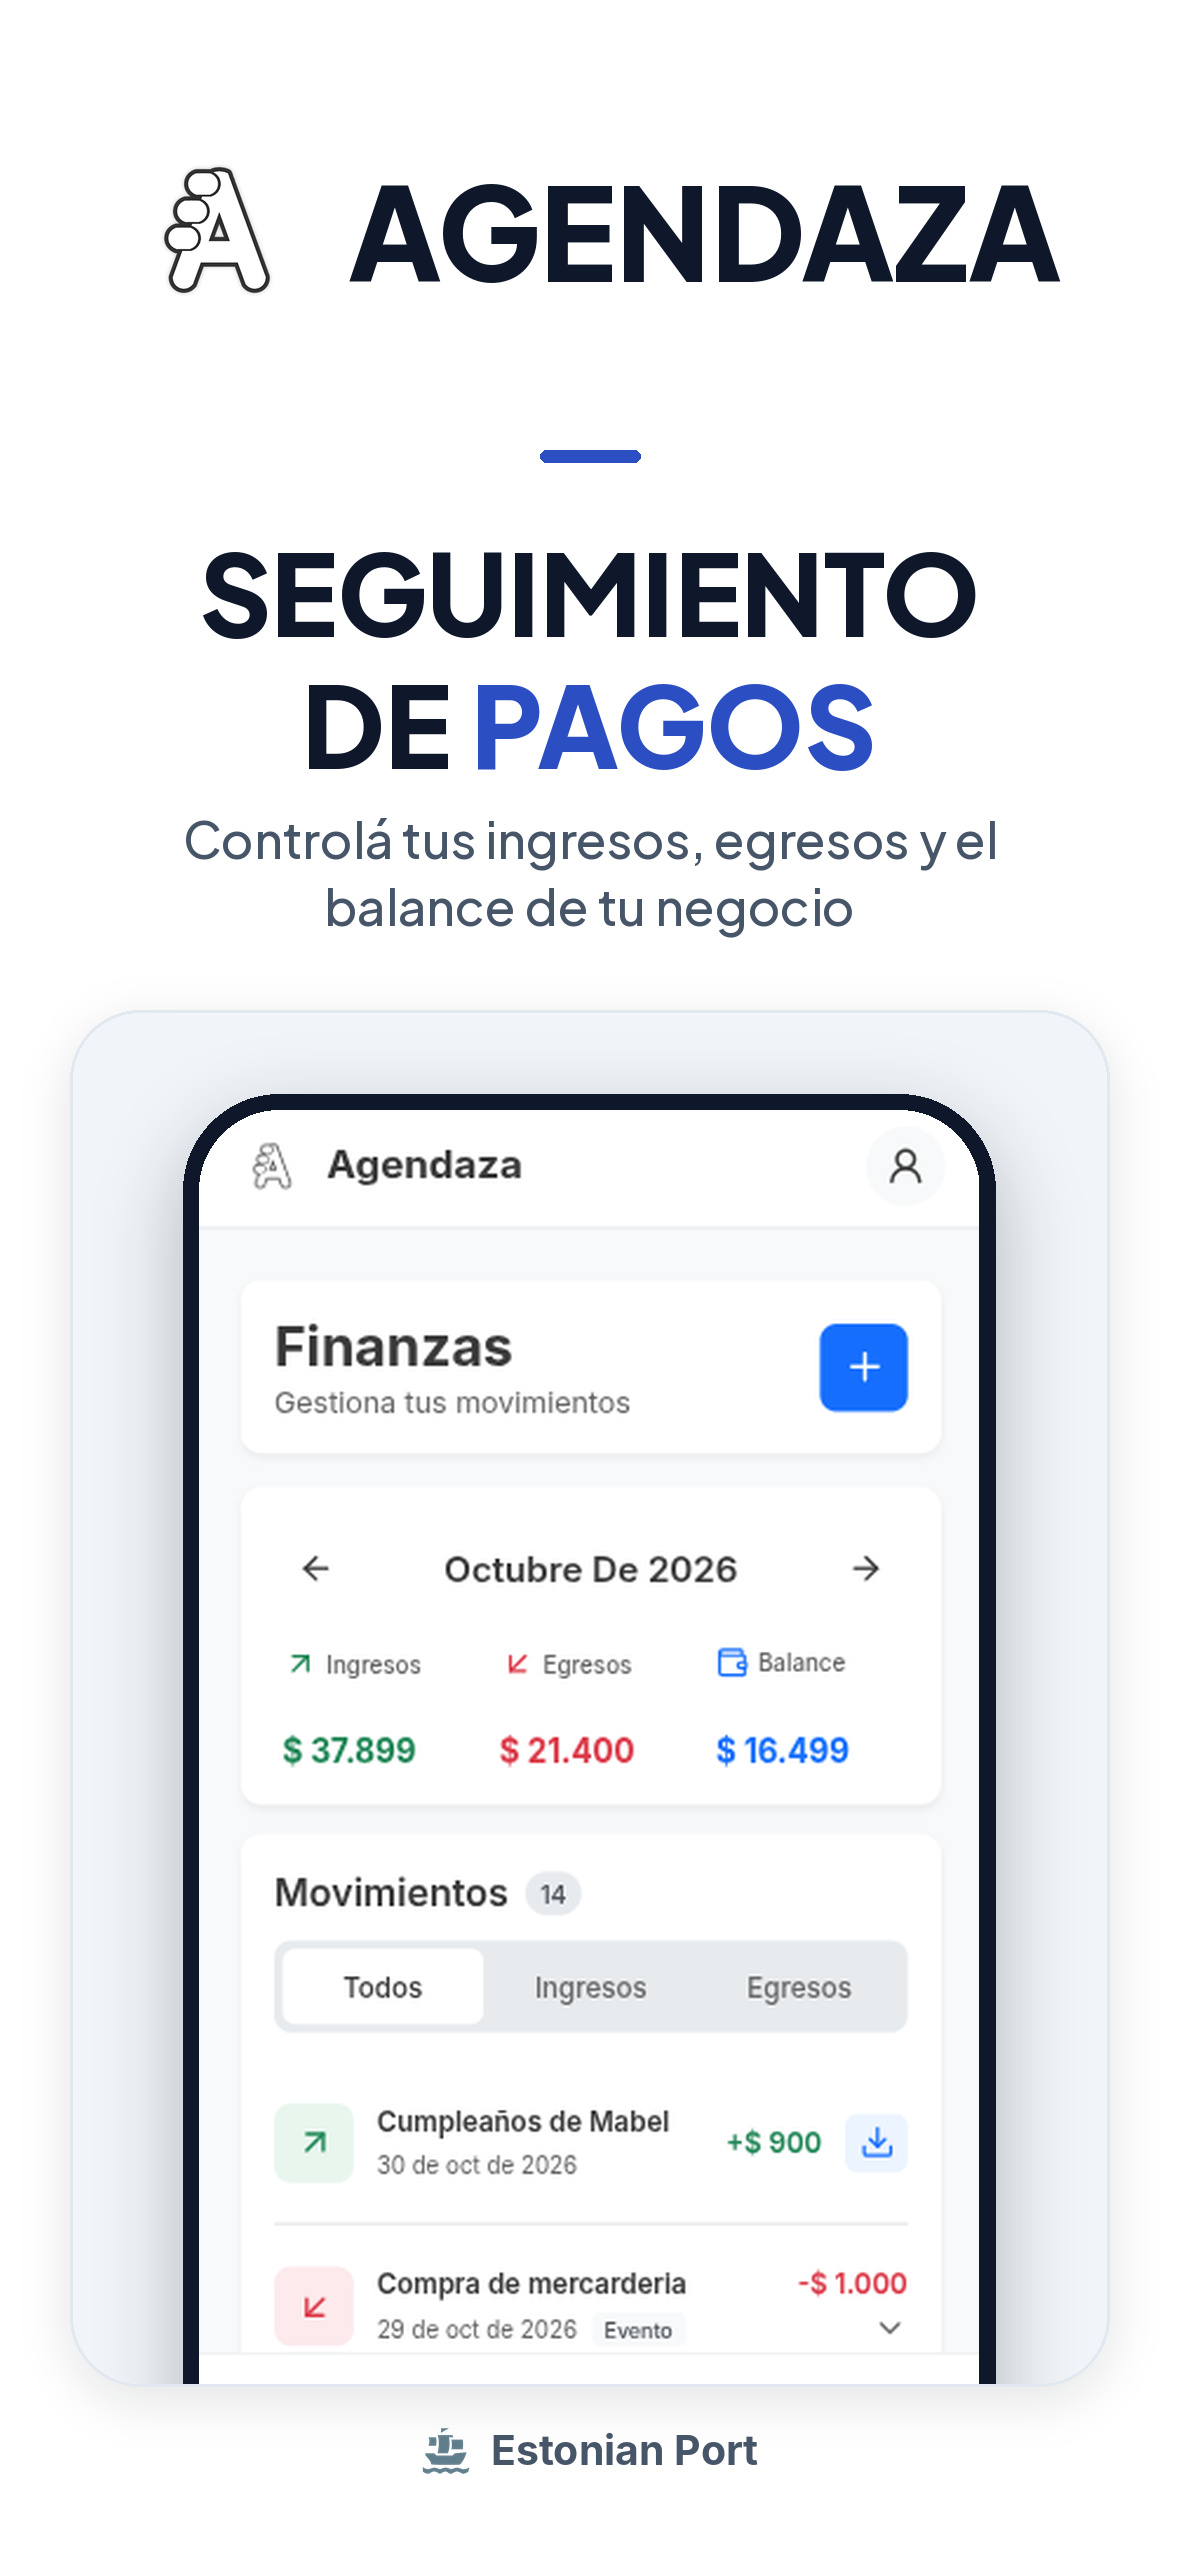 AGENDAZA
SEGUIMIENTO
DE PAGOS
Controlá tus ingresos, egresos y el
balance de tu negocio
Agendaza
Finanzas
Gestiona tus movimientos
Octubre De 2026
Ingresos Egresos Balance
$ 37.899 $ 21.400 $ 16.499
Movimientos 14
Todos Ingresos Egresos
Cumpleaños de Mabel
+$ 900
30 de oct de 2026
Compra de mercarderia -$ 1.000
29 de oct de 2026 Evento
Estonian Port